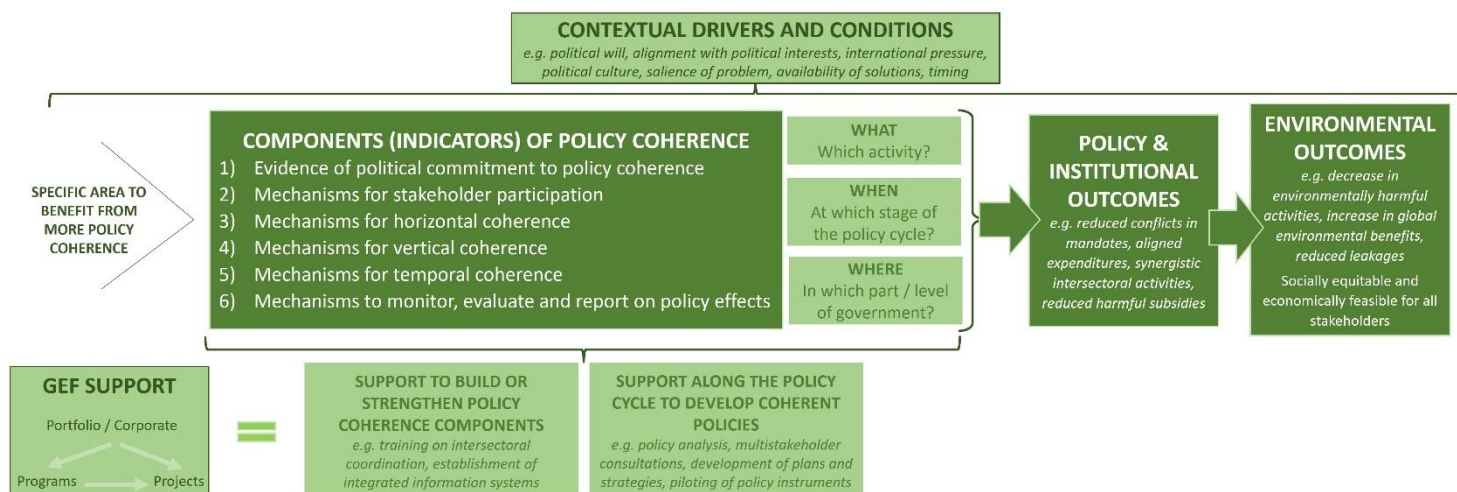 CONTEXTUAL DRIVERS AND CONDITIONS
e.g. political will, alignment with political interests, international pressure,
political culture, salience of problem, availability of solutions, timing
SPECIFIC AREA TO
BENEFIT FROM
MORE POLICY
COHERENCE
COMPONENTS (INDICATORS) OF POLICY COHERENCE
1) Evidence of political commitment to policy coherence
2) Mechanisms for stakeholder participation
3) Mechanisms for horizontal coherence
4) Mechanisms for vertical coherence
5) Mechanisms for temporal coherence
6) Mechanisms to monitor, evaluate and report on policy effects
WHAT
Which activity?
WHEN
At which stage of
the policy cycle?
WHERE
In which part / level
of government?
POLICY &
INSTITUTIONAL
OUTCOMES
e.g. reduced conflicts in
mandates, aligned
expenditures, synergistic
intersectoral activities,
reduced harmful subsidies
ENVIRONMENTAL
OUTCOMES
e.g. decrease in
environmentally harmful
activities, increase in global
environmental benefits,
reduced leakages
Socially equitable and
economically feasible for all
stakeholders
GEF SUPPORT
Portfolio / Corporate
Programs
Projects
SUPPORT TO BUILD OR
STRENGTHEN POLICY
COHERENCE COMPONENTS
e.g. training on intersectoral
coordination, establishment of
integrated information systems
SUPPORT ALONG THE POLICY
CYCLE TO DEVELOP COHERENT
POLICIES
e.g. policy analysis, multistakeholder
consultations, development of plans and
strategies, piloting of policy instruments